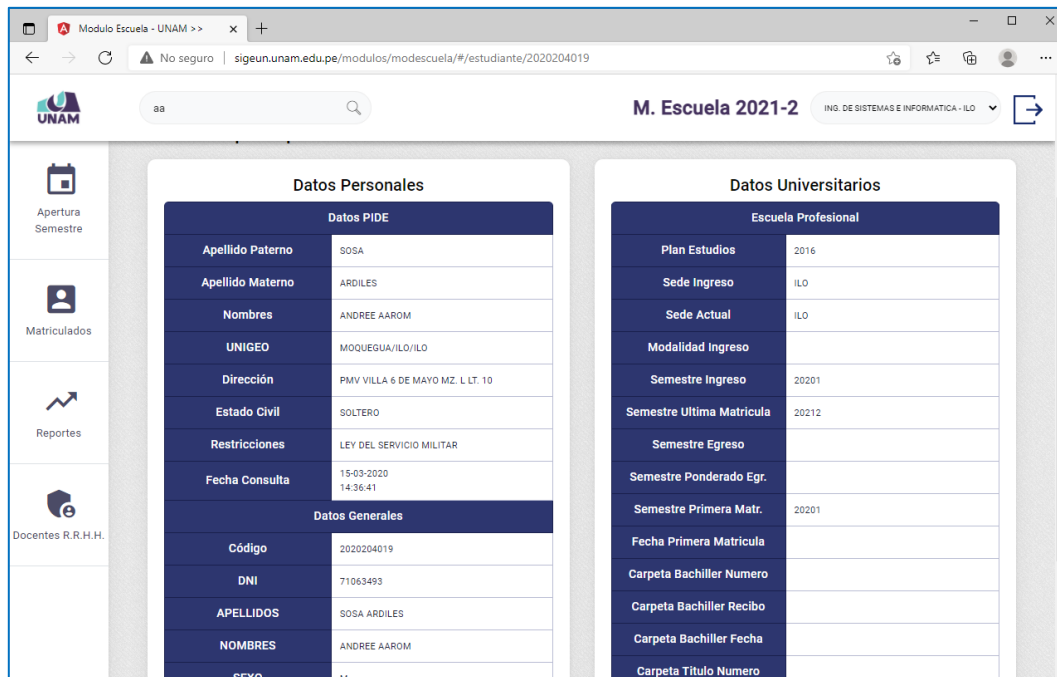 Modulo Escuela - UNAM >>
No seguro | sigeun.unam.edu.pe/modulos/modescuela/#/estudiante/2020204019
UNAM
aa
M. Escuela 2021-2
ING. DE SISTEMAS E INFORMATICA - ILO
Apertura
Semestre
Matriculados
Reportes
Docentes R.R.H.H.
Datos Personales
Datos PIDE
Apellido Paterno SOSA
Apellido Materno ARDILES
Nombres ANDREE AAROM
UNIGEO MOQUEGUA/ILO/ILO
Dirección PMV VILLA 6 DE MAYO MZ. L LT. 10
Estado Civil SOLTERO
Restricciones LEY DEL SERVICIO MILITAR
Fecha Consulta 15-03-2020
14:36:41
Datos Generales
Código 2020204019
DNI 71063493
APELLIDOS SOSA ARDILES
NOMBRES ANDREE AAROM
SEXO
Datos Universitarios
Escuela Profesional
Plan Estudios 2016
Sede Ingreso ILO
Sede Actual ILO
Modalidad Ingreso
Semestre Ingreso 20201
Semestre Ultima Matricula 20212
Semestre Egreso
Semestre Ponderado Egr.
Semestre Primera Matr. 20201
Fecha Primera Matricula
Carpeta Bachiller Numero
Carpeta Bachiller Recibo
Carpeta Bachiller Fecha
Carpeta Titulo Numero